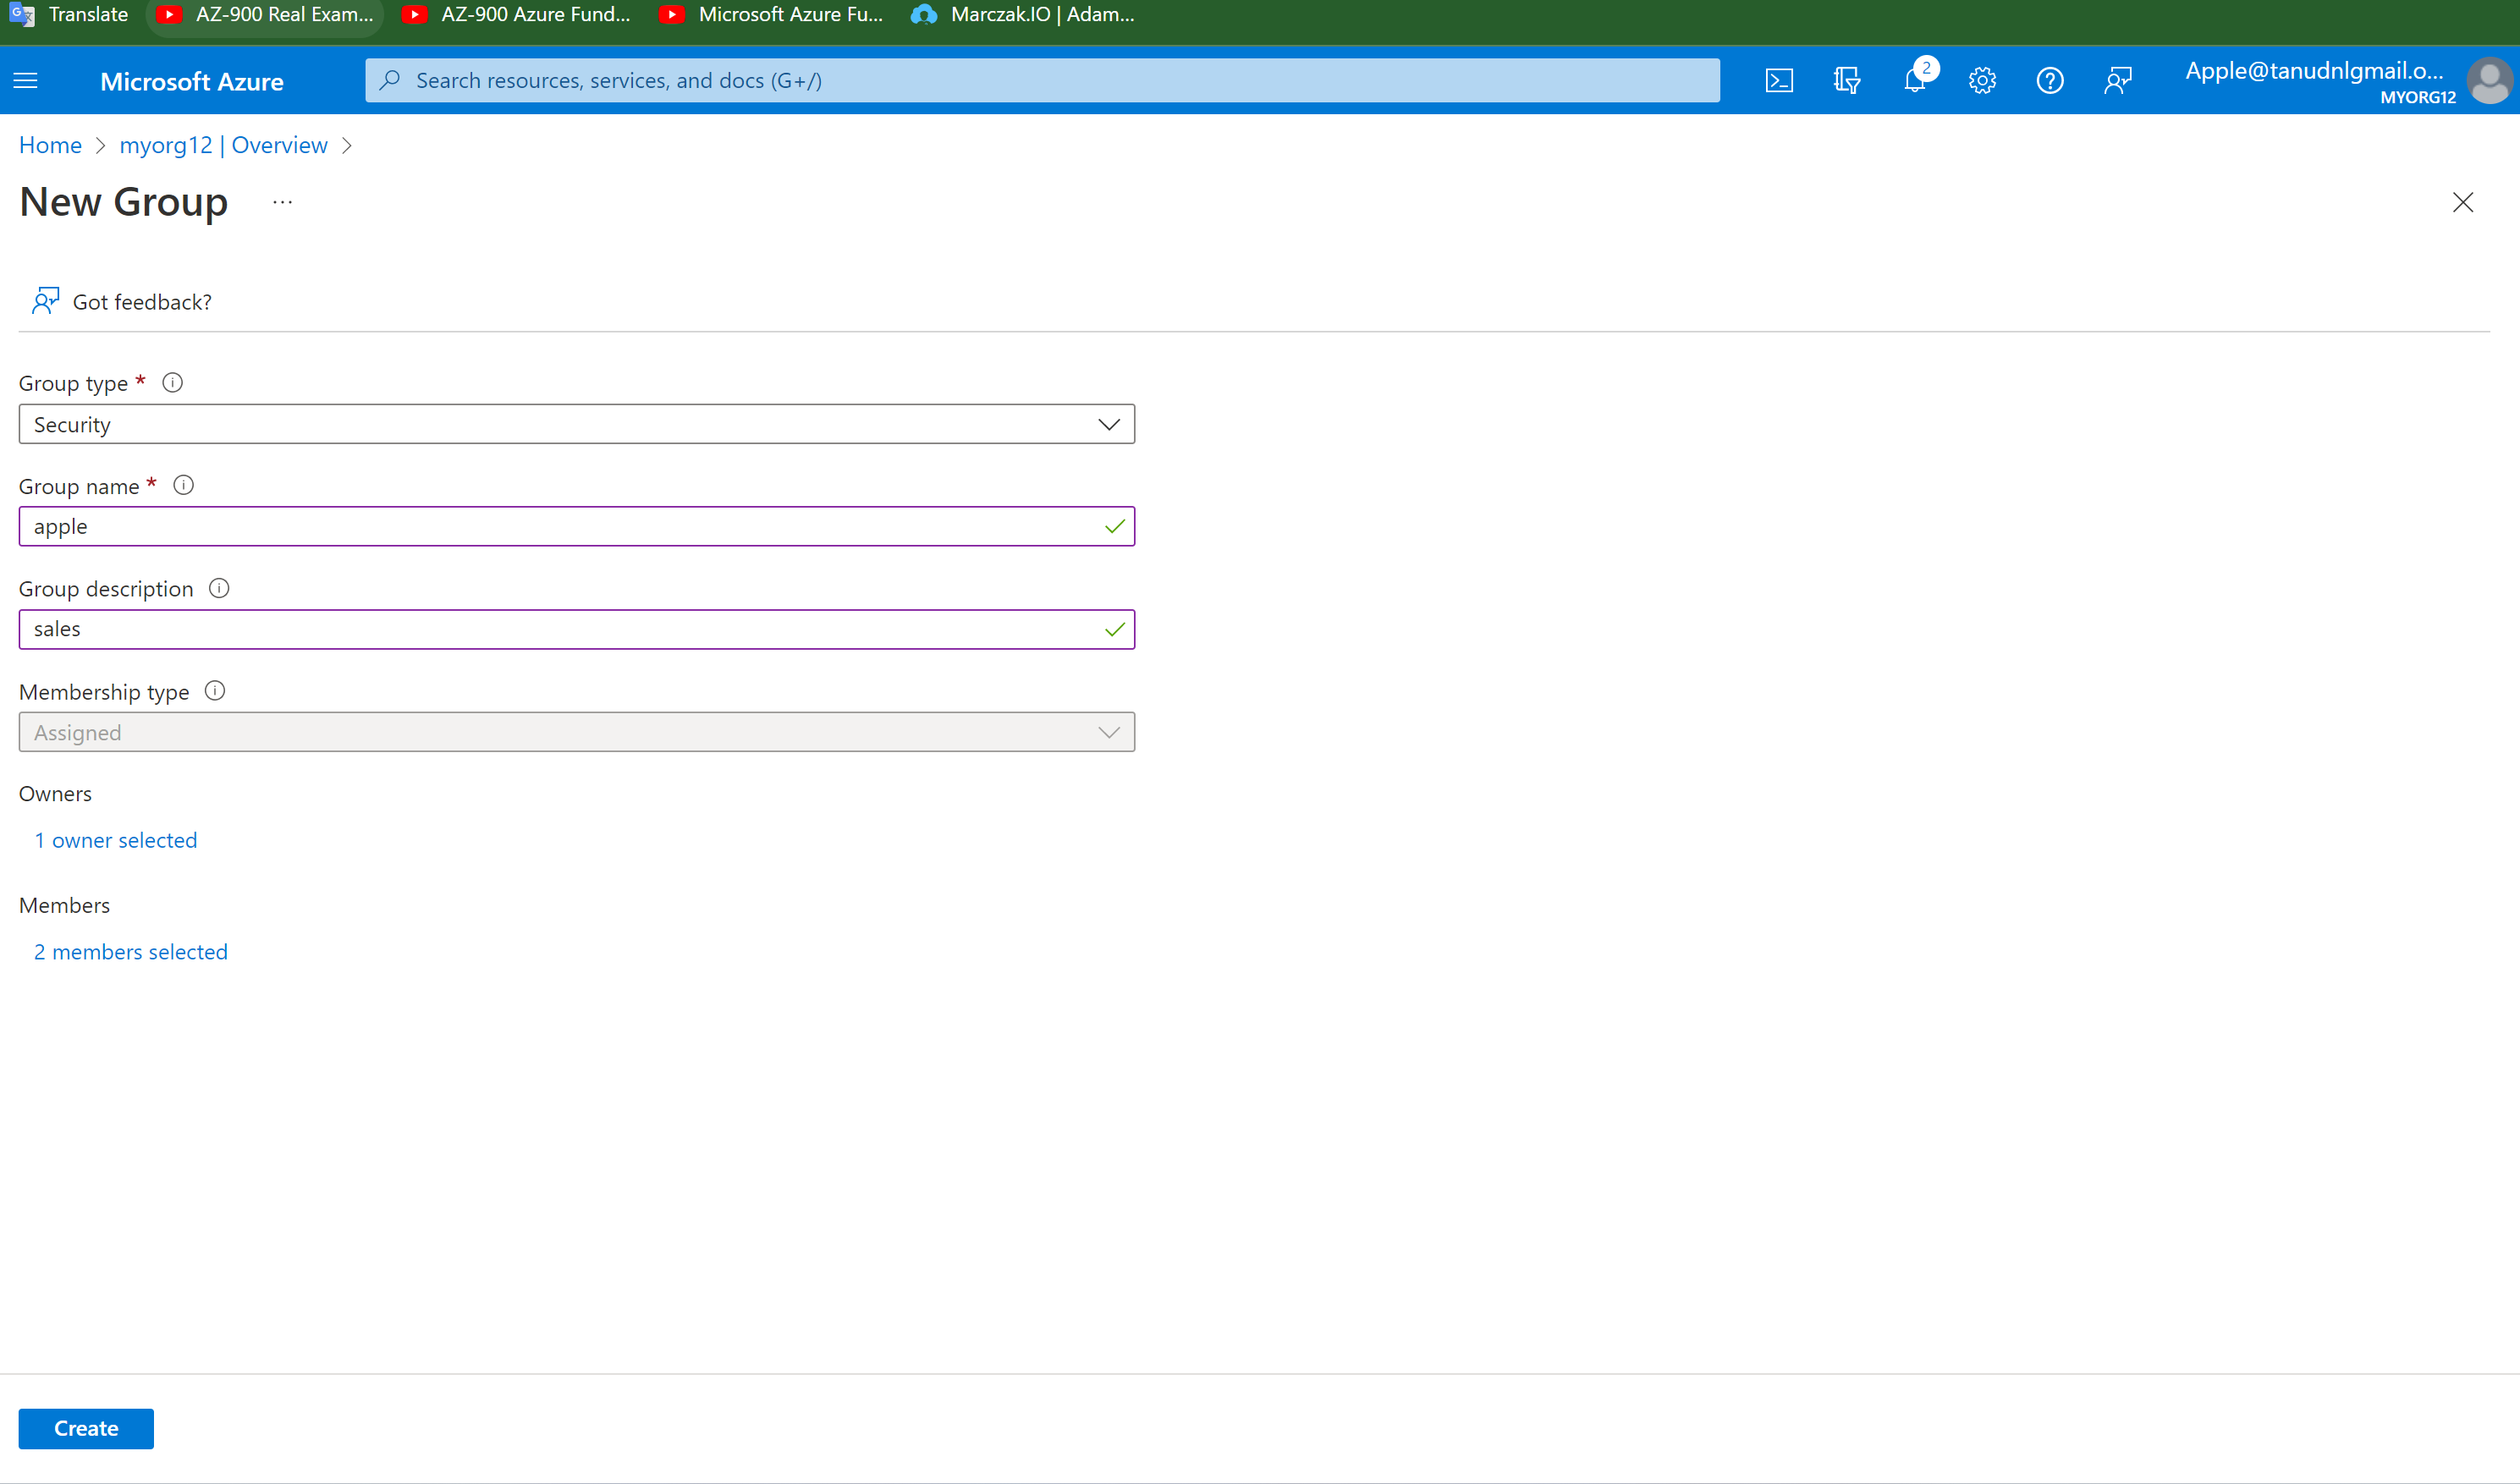 Translate AZ-900 Real Exam... AZ-900 Azure Fund... Microsoft Azure Fu... Marczak.IO | Adam...
Microsoft Azure Search resources, services, and docs (G+/) 2 Apple@tanudnlgmail.o...
MYORG12
Home > myorg12 | Overview >
New Group ...
Got feedback?
Group type *
Security
Group name *
apple
Group description
sales
Membership type
Assigned
Owners
1 owner selected
Members
2 members selected
Create